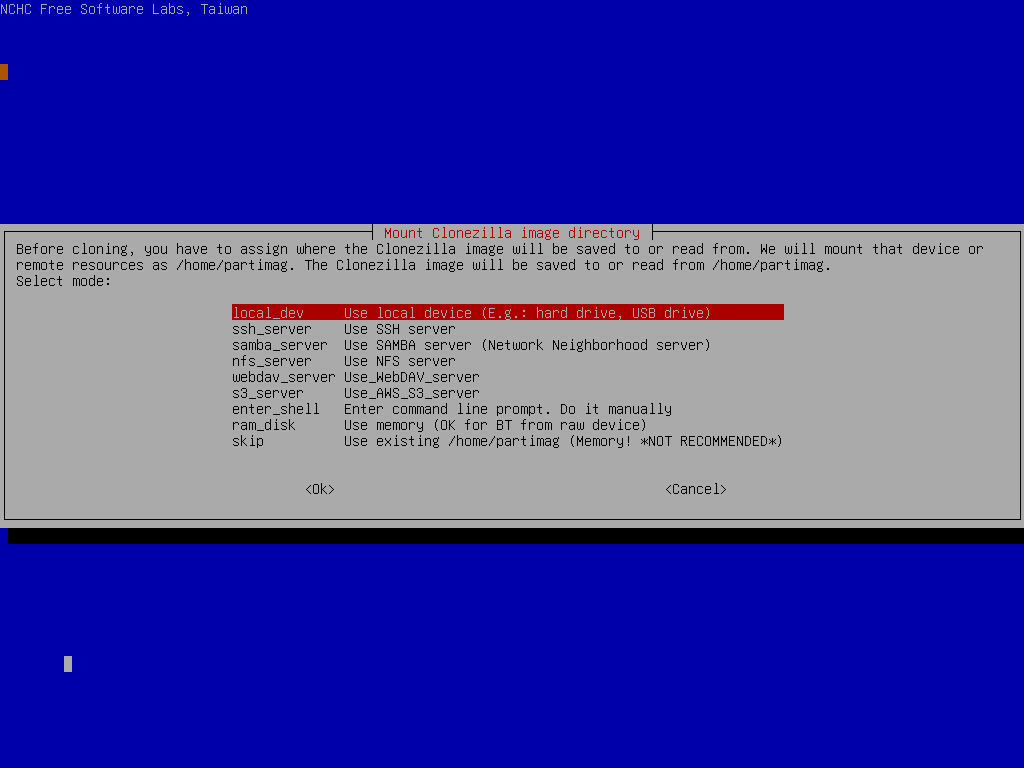 NCHC Free Software Labs, Taiwan
Mount Clonezilla image directory
Before cloning, you have to assign where the Clonezilla image will be saved to or read from. We will mount that device or
remote resources as /home/partimag. The Clonezilla image will be saved to or read from /home/partimag.
Select mode:
local_dev Use local device (E.g.: hard drive, USB drive)
ssh_server Use SSH server
samba_server Use SAMBA server (Network Neighborhood server)
nfs_server Use NFS server
webdav_server Use_WebDAV_server
s3_server Use_AWS_S3_server
enter_shell Enter command line prompt. Do it manually
ram_disk Use memory (OK for BT from raw device)
skip Use existing /home/partimag (Memory! *NOT RECOMMENDED*)
<Ok> <Cancel>